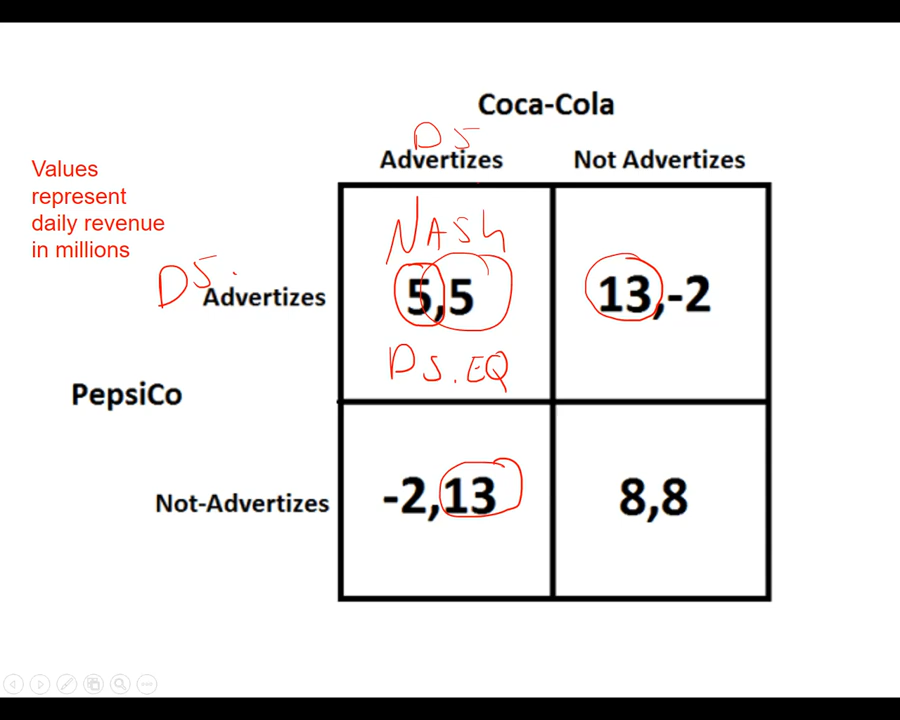 Coca-Cola
DS
Advertizes Not Advertizes
Values
represent
daily revenue
in millions
NASH
DS.
Advertizes 5,5 13,-2
DS.EQ
PepsiCo
Not-Advertizes -2,13 8,8